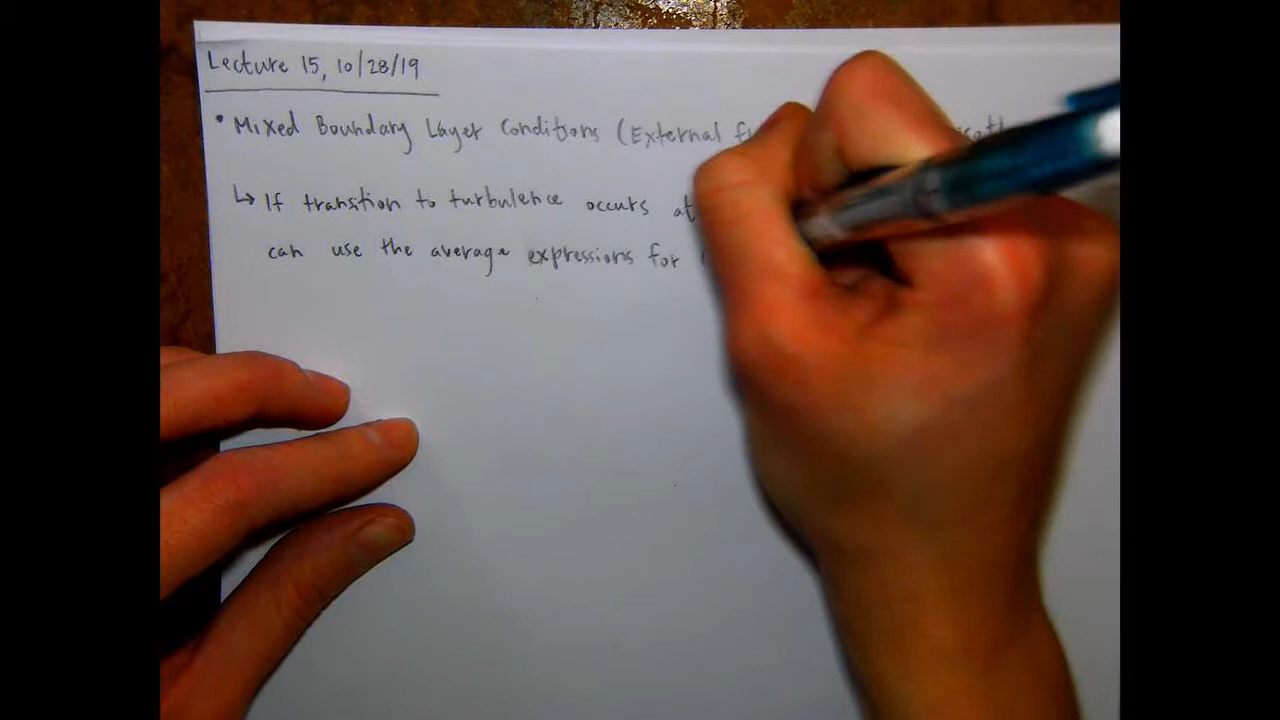 Lecture 15, 10/28/19
• Mixed Boundary Layer Conditions (External
↳ If transition to turbulence occurs at
can use the average expressions for